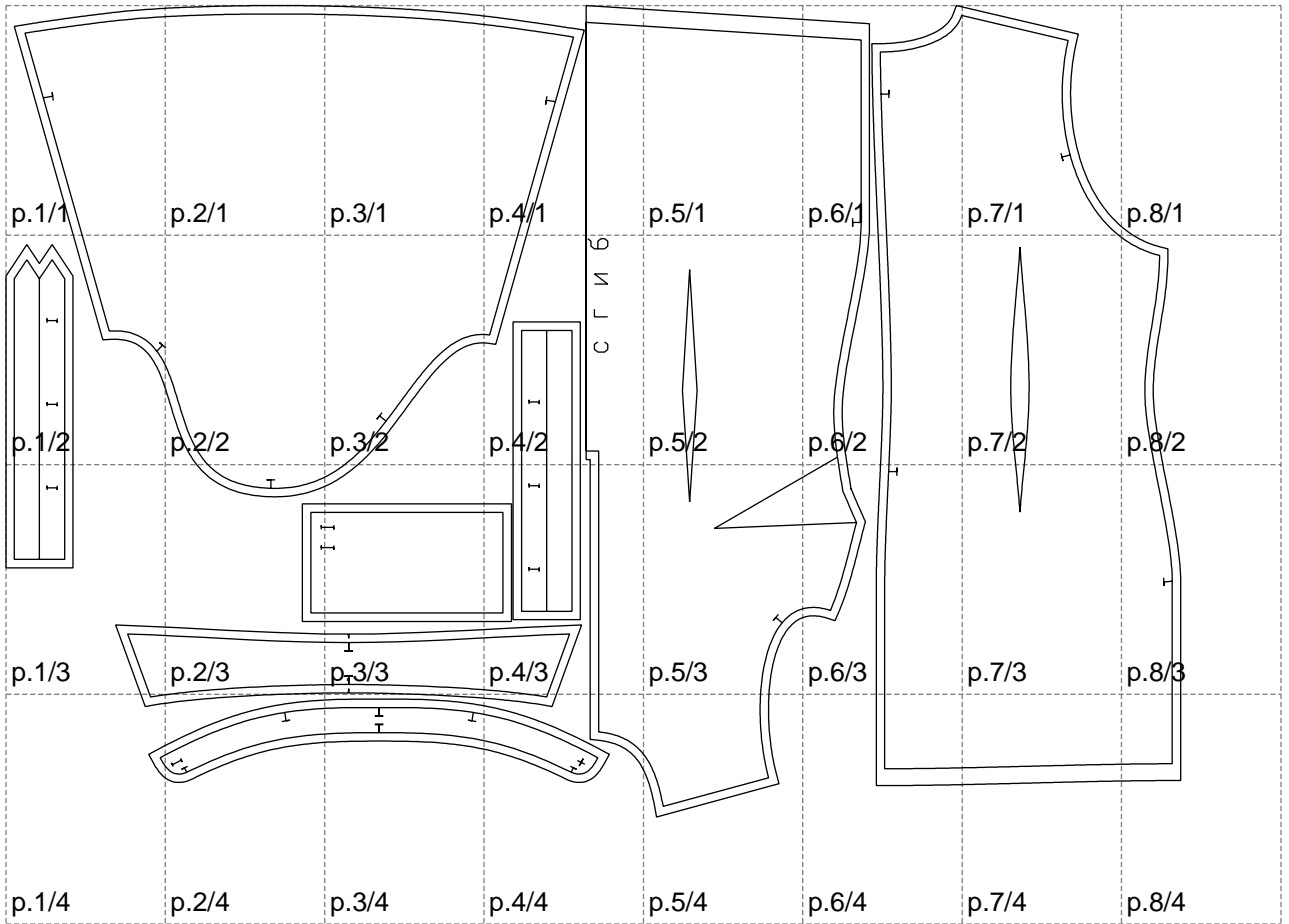 p.1/1 p.2/1 p.3/1 p.4/1 p.5/1 p.6/1 p.7/1 p.8/1
сгиб
p.1/2 p.2/2 p.3/2 p.4/2 p.5/2 p.6/2 p.7/2 p.8/2
p.1/3 p.2/3 p.3/3 p.4/3 p.5/3 p.6/3 p.7/3 p.8/3
p.1/4 p.2/4 p.3/4 p.4/4 p.5/4 p.6/4 p.7/4 p.8/4